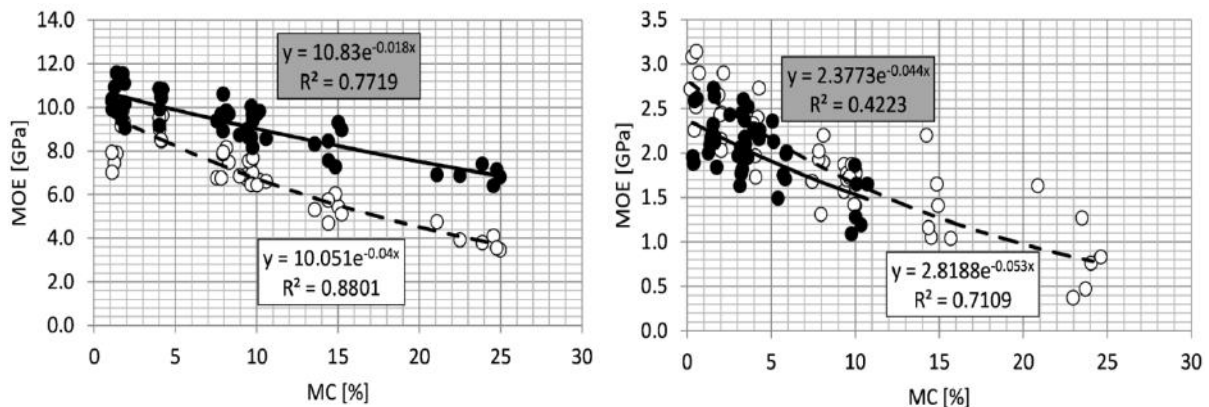 14.0
12.0
10.0
8.0
6.0
4.0
2.0
0.0
MOE [GPa]
y = 10.83e^-0.018x
R² = 0.7719
y = 10.051e^-0.04x
R² = 0.8801
0 5 10 15 20 25 30
MC [%]
3.5
3.0
2.5
2.0
1.5
1.0
0.5
0.0
MOE [GPa]
y = 2.3773e^-0.044x
R² = 0.4223
y = 2.8188e^-0.053x
R² = 0.7109
0 5 10 15 20 25 30
MC [%]